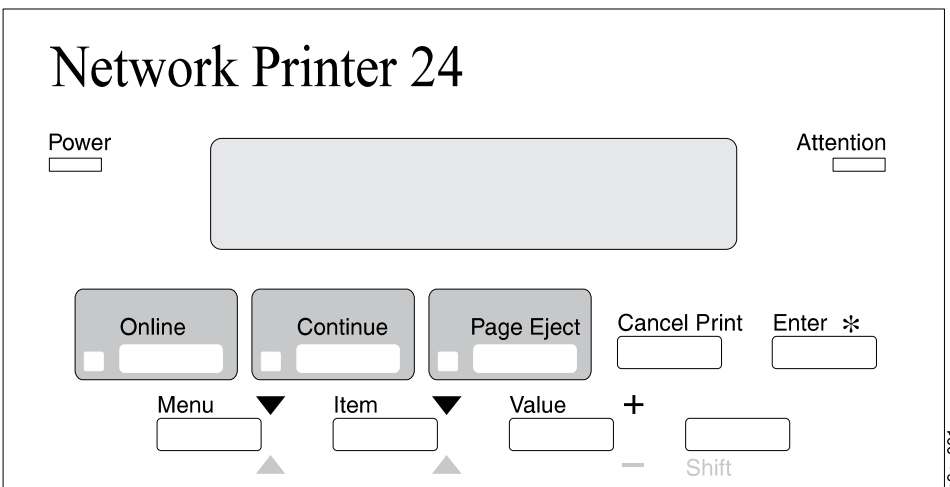 Network Printer 24
Power
Attention
Online
Continue
Page Eject
Cancel Print
Enter *
Menu
Item
Value +
−
Shift